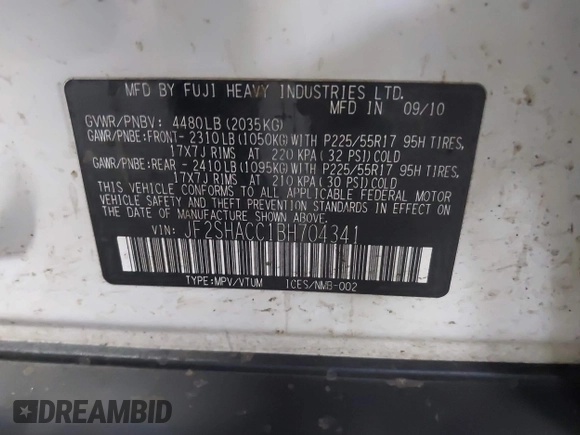 MFD BY FUJI HEAVY INDUSTRIES LTD.
MFD IN 09/10
GVWR/PNBV: 4480LB (2035KG)
GAWR/PNBE:FRONT- 2310LB (1050KG) WITH P225/55R17 95H TIRES,
17X7J RIMS AT 220 KPA (32 PSI) COLD
GAWR/PNBE:REAR - 2410LB (1095KG) WITH P225/55R17 95H TIRES,
17X7J RIMS AT 210 KPA (30 PSI) COLD
THIS VEHICLE CONFORMS TO ALL APPLICABLE FEDERAL MOTOR
VEHICLE SAFETY AND THEFT PREVENTION STANDARDS IN EFFECT
ON THE DATE OF MANUFACTURE SHOWN ABOVE.
VIN: JF2SHACC1BH704341
TYPE:MPV/VTUM ICES/NMB-002
DREAMBID